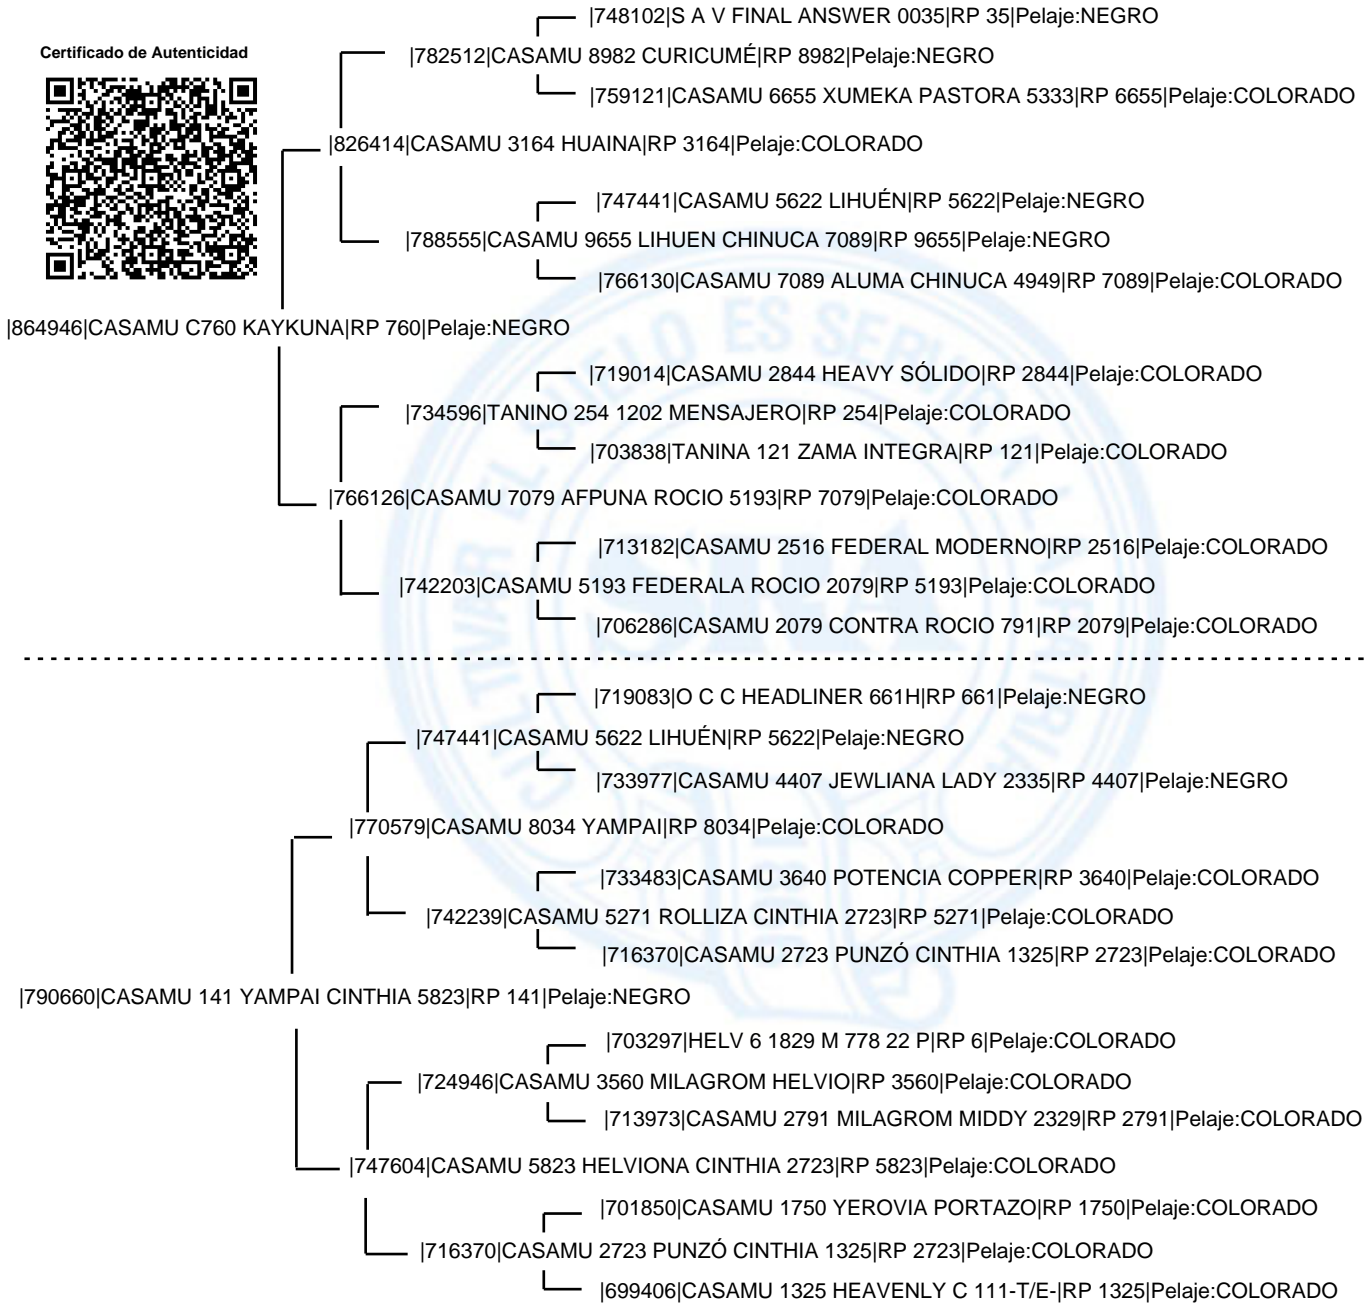 |748102|S A V FINAL ANSWER 0035|RP 35|Pelaje:NEGRO
Certificado de Autenticidad
|782512|CASAMU 8982 CURICUMÉ|RP 8982|Pelaje:NEGRO
|759121|CASAMU 6655 XUMEKA PASTORA 5333|RP 6655|Pelaje:COLORADO
|826414|CASAMU 3164 HUAINA|RP 3164|Pelaje:COLORADO
|747441|CASAMU 5622 LIHUÉN|RP 5622|Pelaje:NEGRO
|788555|CASAMU 9655 LIHUEN CHINUCA 7089|RP 9655|Pelaje:NEGRO
|766130|CASAMU 7089 ALUMA CHINUCA 4949|RP 7089|Pelaje:COLORADO
|864946|CASAMU C760 KAYKUNA|RP 760|Pelaje:NEGRO
|719014|CASAMU 2844 HEAVY SÓLIDO|RP 2844|Pelaje:COLORADO
|734596|TANINO 254 1202 MENSAJERO|RP 254|Pelaje:COLORADO
|703838|TANINA 121 ZAMA INTEGRA|RP 121|Pelaje:COLORADO
|766126|CASAMU 7079 AFPUNA ROCIO 5193|RP 7079|Pelaje:COLORADO
|713182|CASAMU 2516 FEDERAL MODERNO|RP 2516|Pelaje:COLORADO
|742203|CASAMU 5193 FEDERALA ROCIO 2079|RP 5193|Pelaje:COLORADO
|706286|CASAMU 2079 CONTRA ROCIO 791|RP 2079|Pelaje:COLORADO
|719083|O C C HEADLINER 661H|RP 661|Pelaje:NEGRO
|747441|CASAMU 5622 LIHUÉN|RP 5622|Pelaje:NEGRO
|733977|CASAMU 4407 JEWLIANA LADY 2335|RP 4407|Pelaje:NEGRO
|770579|CASAMU 8034 YAMPAI|RP 8034|Pelaje:COLORADO
|733483|CASAMU 3640 POTENCIA COPPER|RP 3640|Pelaje:COLORADO
|742239|CASAMU 5271 ROLLIZA CINTHIA 2723|RP 5271|Pelaje:COLORADO
|716370|CASAMU 2723 PUNZÓ CINTHIA 1325|RP 2723|Pelaje:COLORADO
|790660|CASAMU 141 YAMPAI CINTHIA 5823|RP 141|Pelaje:NEGRO
|703297|HELV 6 1829 M 778 22 P|RP 6|Pelaje:COLORADO
|724946|CASAMU 3560 MILAGROM HELVIO|RP 3560|Pelaje:COLORADO
|713973|CASAMU 2791 MILAGROM MIDDY 2329|RP 2791|Pelaje:COLORADO
|747604|CASAMU 5823 HELVIONA CINTHIA 2723|RP 5823|Pelaje:COLORADO
|701850|CASAMU 1750 YEROVIA PORTAZO|RP 1750|Pelaje:COLORADO
|716370|CASAMU 2723 PUNZÓ CINTHIA 1325|RP 2723|Pelaje:COLORADO
|699406|CASAMU 1325 HEAVENLY C 111-T/E-|RP 1325|Pelaje:COLORADO
CULTIVAR EL SUELO ES SERVIR A LA PATRIA
SRA
1866